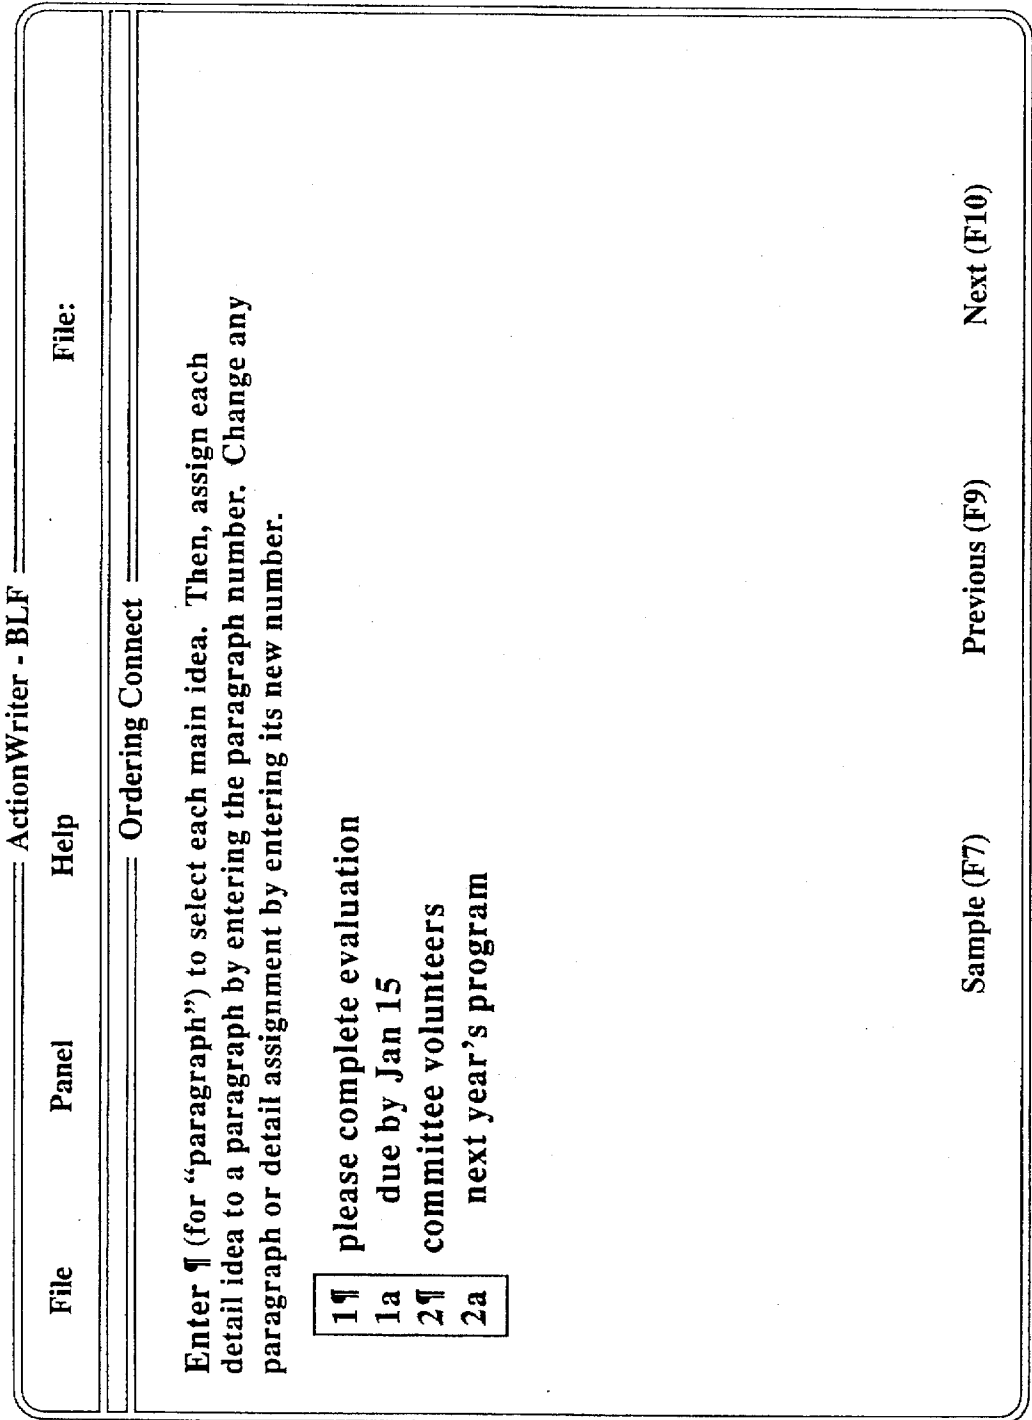 ActionWriter - BLF
File Panel Help File:
Ordering Connect
Enter ¶ (for “paragraph”) to select each main idea. Then, assign each
detail idea to a paragraph by entering the paragraph number. Change any
paragraph or detail assignment by entering its new number.
1¶ please complete evaluation
1a due by Jan 15
2¶ committee volunteers
2a next year’s program
Sample (F7) Previous (F9) Next (F10)